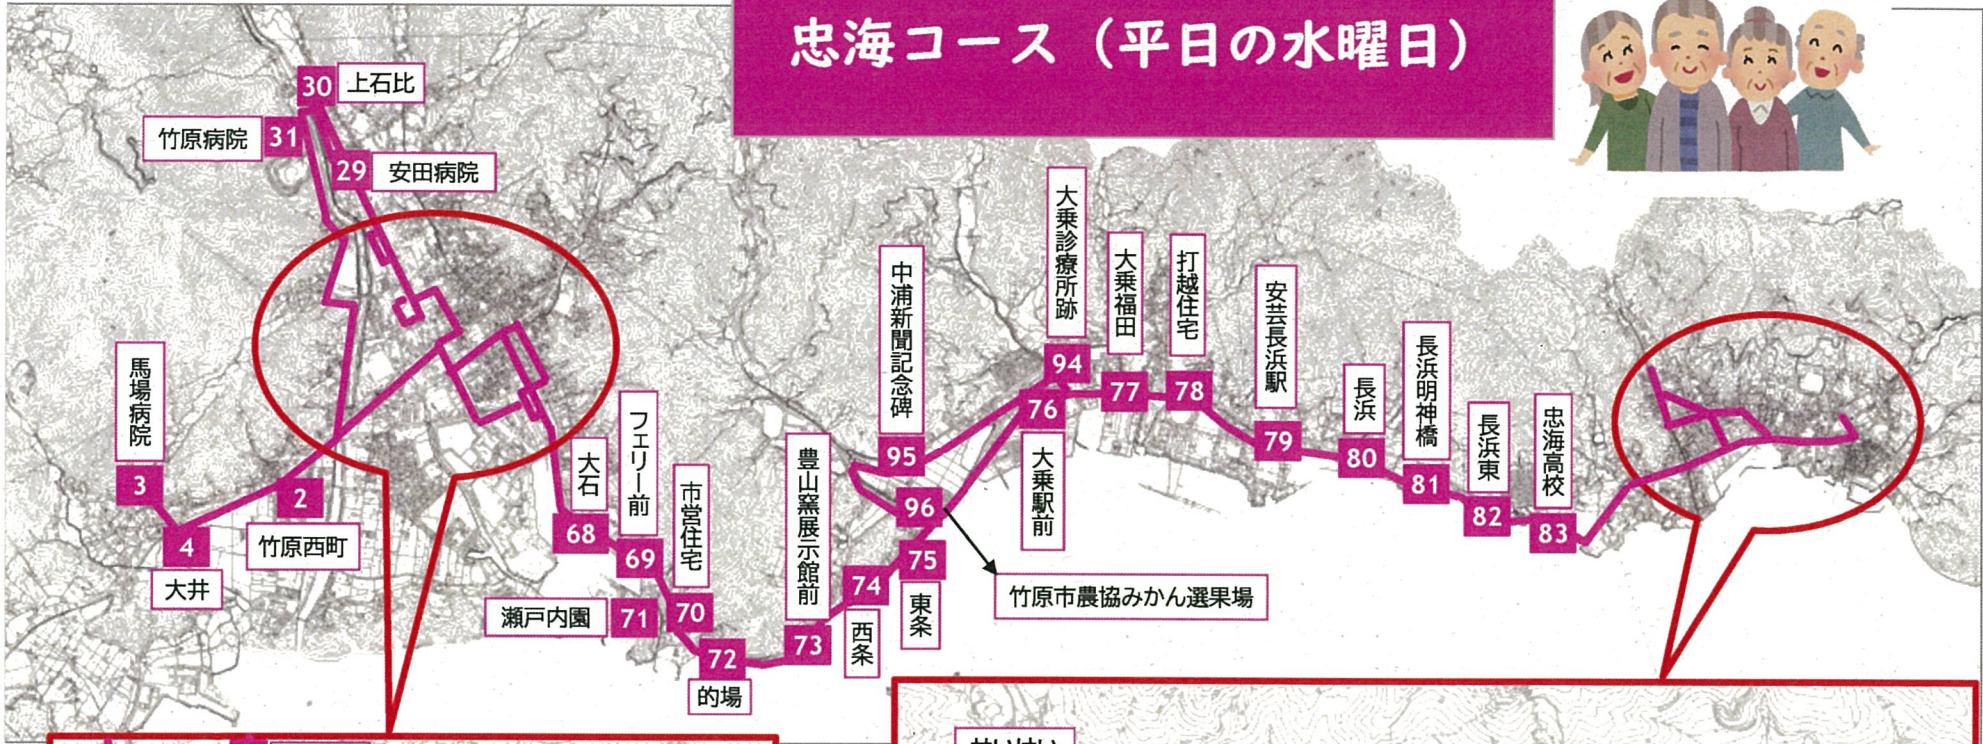 忠海コース（平日の水曜日）
30
上石比
竹原病院
31
29
安田病院
馬場病院
3
4
大井
2
竹原西町
大石
68
フェリー前
69
市営住宅
70
瀬戸内園
71
72
的場
豊山窯展示館前
73
74
西条
75
東条
中浦新聞記念碑
95
96
竹原市農協みかん選果場
大乗診療所跡
94
76
大乗駅前
大乗福田
77
打越住宅
78
安芸長浜駅
79
長浜
80
長浜明神橋
81
長浜東
82
忠海高校
83